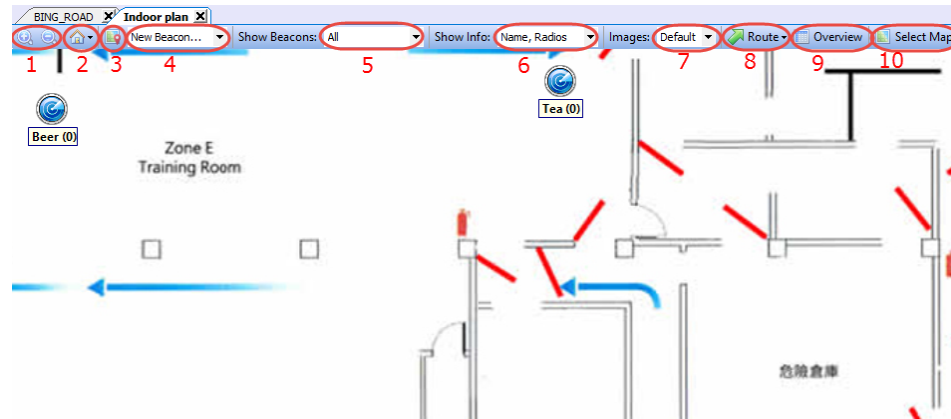 BING_ROAD X Indoor plan X
New Beacon... Show Beacons: All Show Info: Name, Radios Images: Default Route Overview Select Map
1 2 3 4 5 6 7 8 9 10
Beer (0)
Tea (0)
Zone E
Training Room
危險倉庫